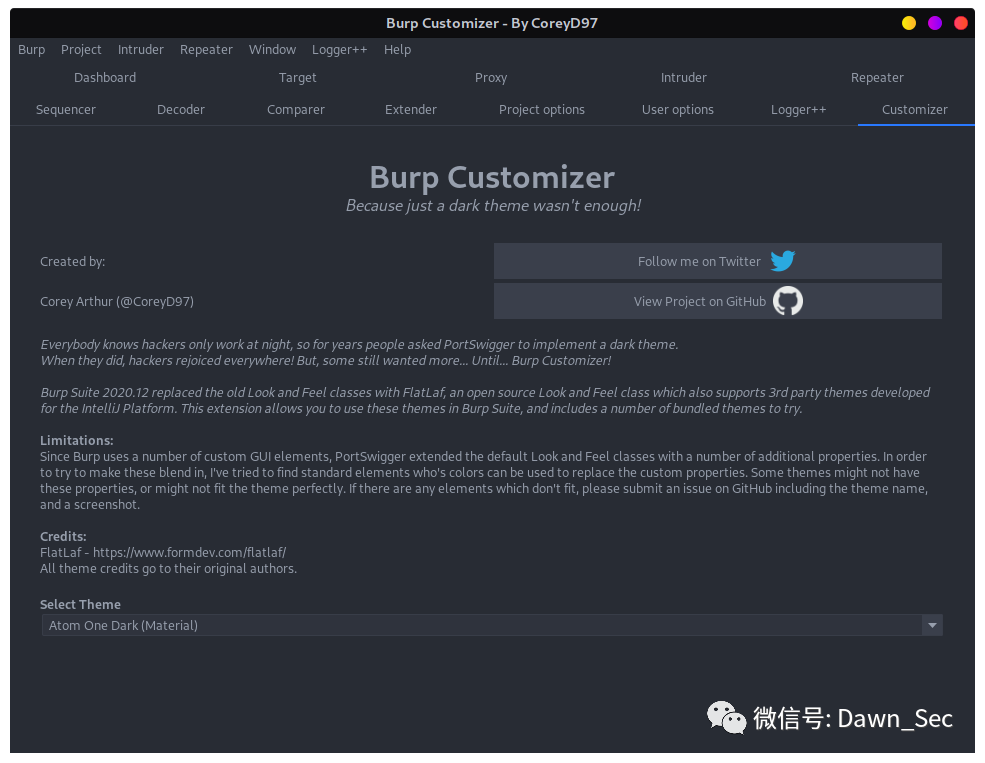 Burp Customizer - By CoreyD97
Burp Project Intruder Repeater Window Logger++ Help
Dashboard Target Proxy Intruder Repeater
Sequencer Decoder Comparer Extender Project options User options Logger++ Customizer
Burp Customizer
Because just a dark theme wasn't enough!
Created by:
Follow me on Twitter
Corey Arthur (@CoreyD97)
View Project on GitHub
Everybody knows hackers only work at night, so for years people asked PortSwigger to implement a dark theme.
When they did, hackers rejoiced everywhere! But, some still wanted more... Until... Burp Customizer!
Burp Suite 2020.12 replaced the old Look and Feel classes with FlatLaf, an open source Look and Feel class which also supports 3rd party themes developed
for the IntelliJ Platform. This extension allows you to use these themes in Burp Suite, and includes a number of bundled themes to try.
Limitations:
Since Burp uses a number of custom GUI elements, PortSwigger extended the default Look and Feel classes with a number of additional properties. In order
to try to make these blend in, I've tried to find standard elements who's colors can be used to replace the custom properties. Some themes might not have
these properties, or might not fit the theme perfectly. If there are any elements which don't fit, please submit an issue on GitHub including the theme name,
and a screenshot.
Credits:
FlatLaf - https://www.formdev.com/flatlaf/
All theme credits go to their original authors.
Select Theme
Atom One Dark (Material)
微信号: Dawn_Sec